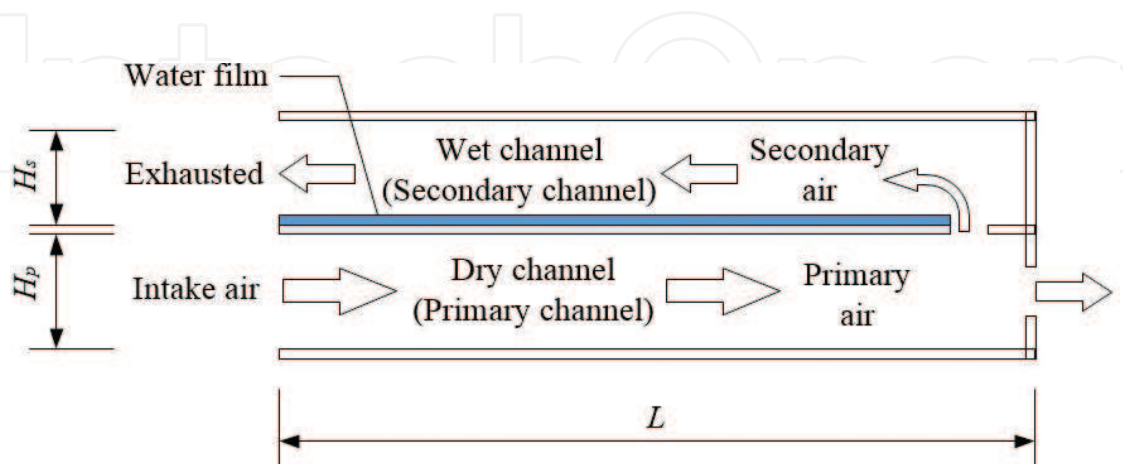 IntechOpen
Water film
Exhausted
Wet channel
(Secondary channel)
Secondary
air
Intake air
Dry channel
(Primary channel)
Primary
air
Hs
Hp
L